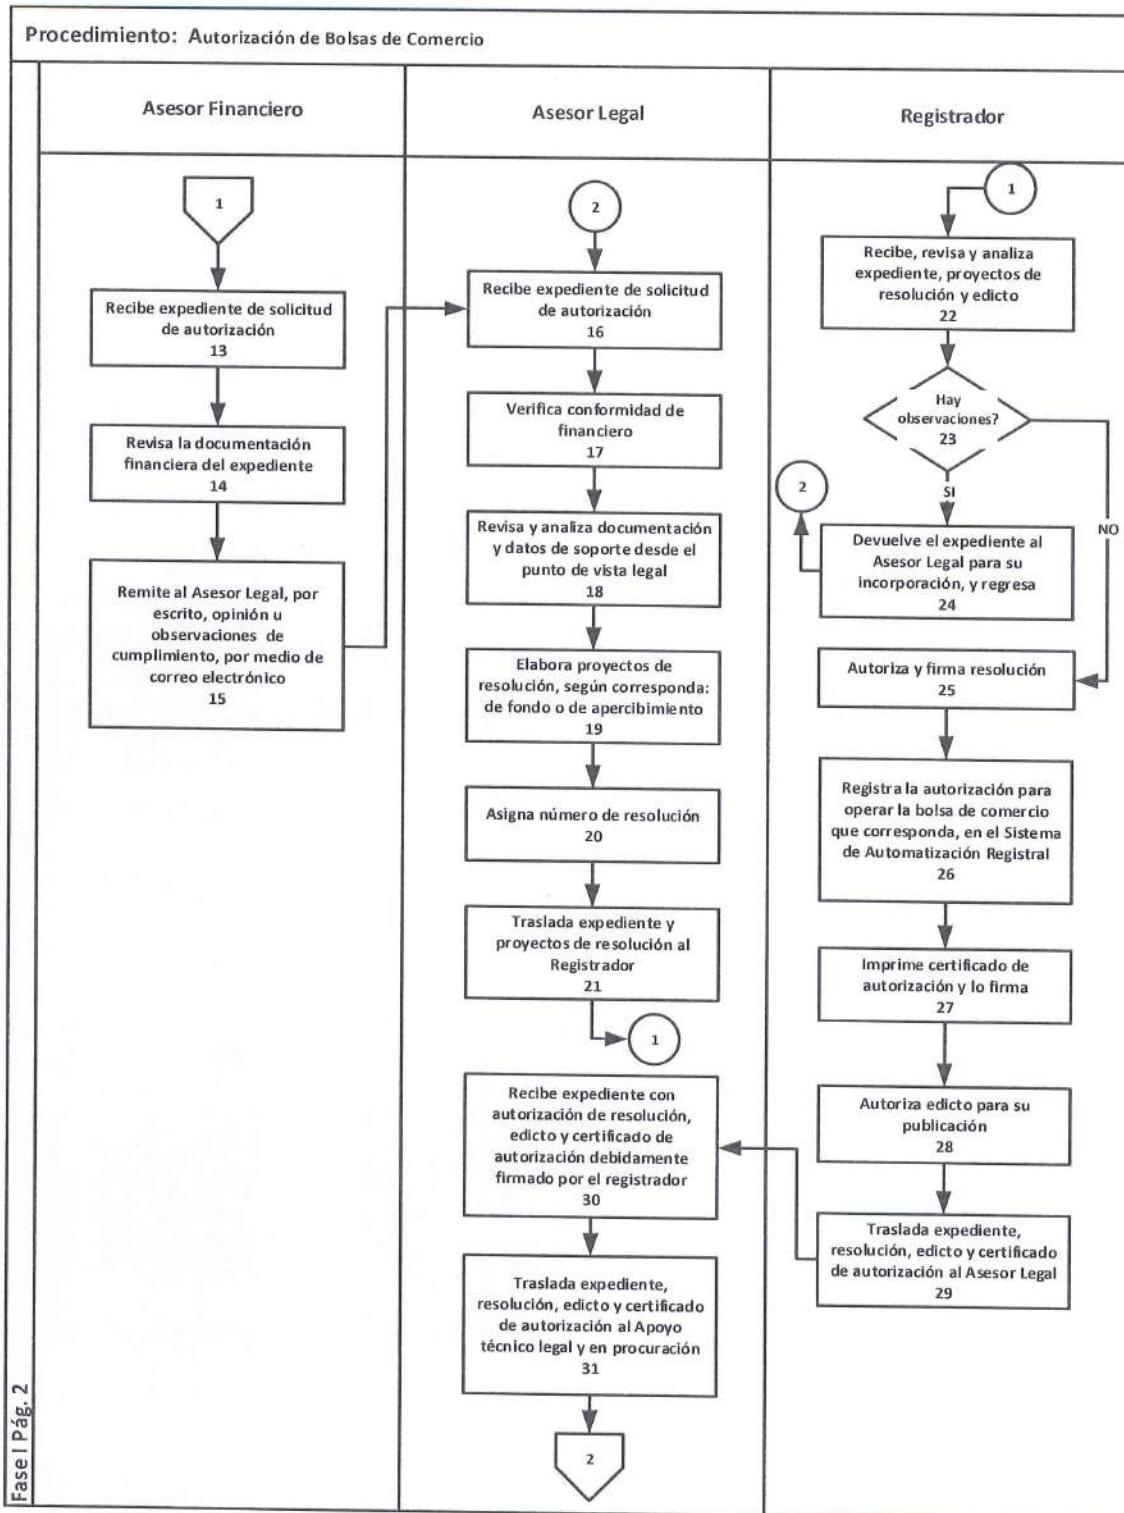 Procedimiento: Autorización de Bolsas de Comercio
Asesor Financiero
Asesor Legal
Registrador
1
Recibe expediente de solicitud
de autorización
13
Revisa la documentación
financiera del expediente
14
Remite al Asesor Legal, por
escrito, opinión u
observaciones de
cumplimiento, por medio de
correo electrónico
15
2
Recibe expediente de solicitud
de autorización
16
Verifica conformidad de
financiero
17
Revisa y analiza documentación
y datos de soporte desde el
punto de vista legal
18
Elabora proyectos de
resolución, según corresponda:
de fondo o de apercibimiento
19
Asigna número de resolución
20
Traslada expediente y
proyectos de resolución al
Registrador
21
1
Recibe expediente con
autorización de resolución,
edicto y certificado de
autorización debidamente
firmado por el registrador
30
Traslada expediente,
resolución, edicto y certificado
de autorización al Apoyo
técnico legal y en procuración
31
2
1
Recibe, revisa y analiza
expediente, proyectos de
resolución y edicto
22
Hay
observaciones?
23
SI
NO
2
Devuelve el expediente al
Asesor Legal para su
incorporación, y regresa
24
Autoriza y firma resolución
25
Registra la autorización para
operar la bolsa de comercio
que corresponda, en el Sistema
de Automatización Registral
26
Imprime certificado de
autorización y lo firma
27
Autoriza edicto para su
publicación
28
Traslada expediente,
resolución, edicto y certificado
de autorización al Asesor Legal
29
Fase I Pág. 2